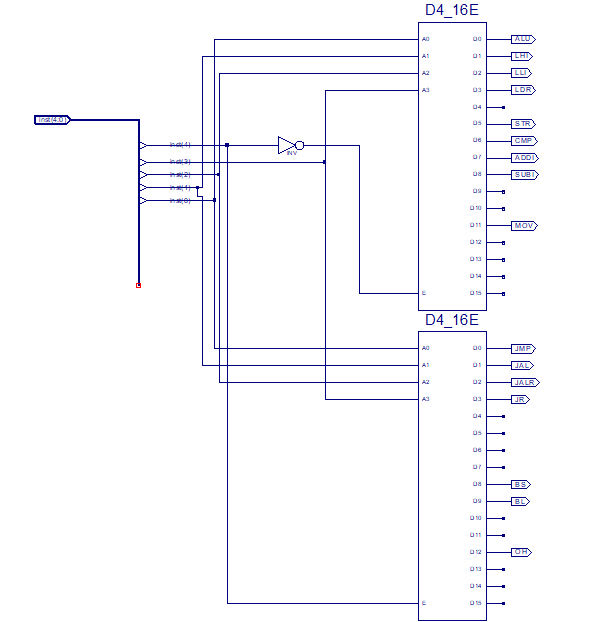 D4_16E
A0 D0 ALU
A1 D1 LHI
A2 D2 LLI
A3 D3 LDR
D4
Inst(4:0) D5 STR
Inst(4) D6 CMP
INV D7 ADDI
Inst(3)
Inst(2) D8 SUBI
Inst(1) D9
Inst(0) D10
D11 MOV
D12
D13
D14
E D15
D4_16E
A0 D0 JMP
A1 D1 JAL
A2 D2 JALR
A3 D3 JR
D4
D5
D6
D7
D8 BS
D9 BL
D10
D11
D12 OH
D13
D14
E D15